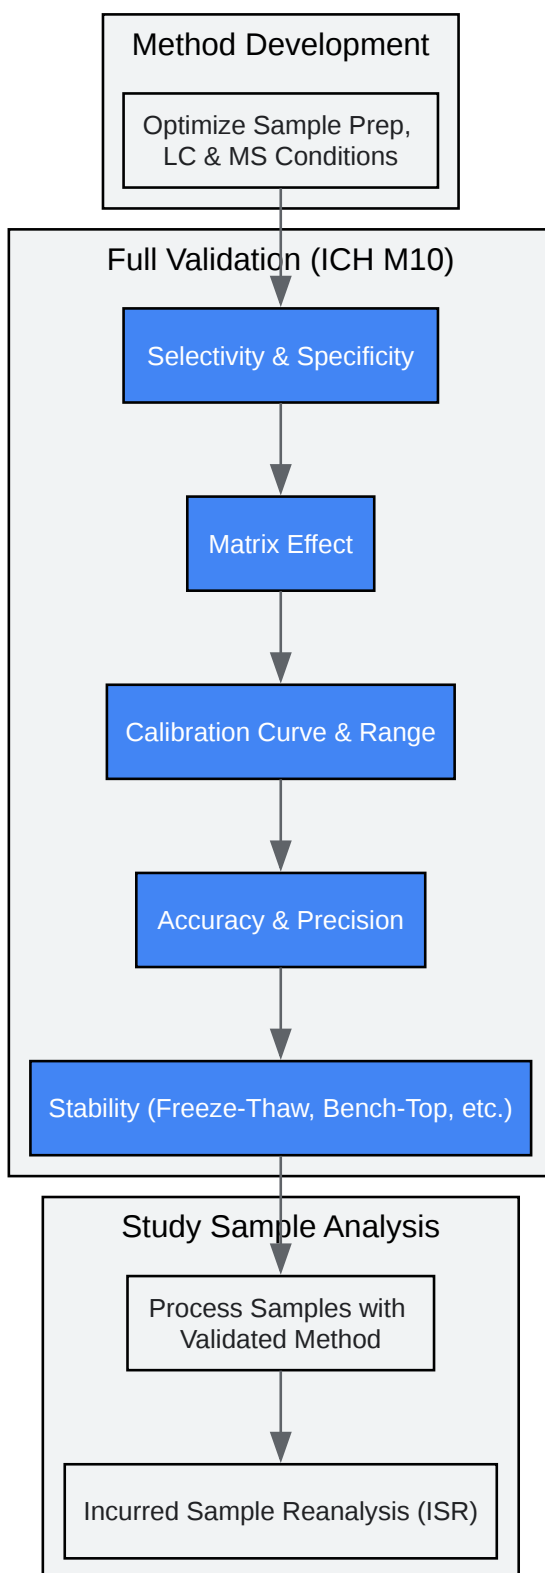 Method Development
Optimize Sample Prep,
LC & MS Conditions
Full Validation (ICH M10)
Selectivity & Specificity
Matrix Effect
Calibration Curve & Range
Accuracy & Precision
Stability (Freeze-Thaw, Bench-Top, etc.)
Study Sample Analysis
Process Samples with
Validated Method
Incurred Sample Reanalysis (ISR)